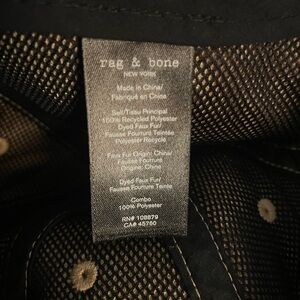 rag & bone
NEW YORK
Made in China/
Fabriqué en Chine
Self/Tissu Principal
100% Recycled Polyester
Dyed Faux Fur/
Fausse Fourrure Teintée
Polyester Recycle
Faux Fur Origin: China/
Fausse Fourrure
Origine: China
Dyed Faux Fur/
Fausse Fourrure Teinte
Combo
100% Polyester
RN# 108879
CA# 45760